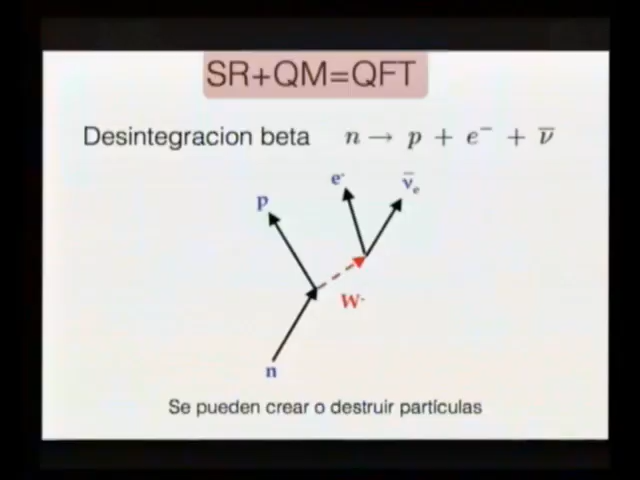 SR+QM=QFT
Desintegracion beta n → p + e⁻ + ν̅
e⁻ ν̅ₑ
p
W⁻
n
Se pueden crear o destruir partículas